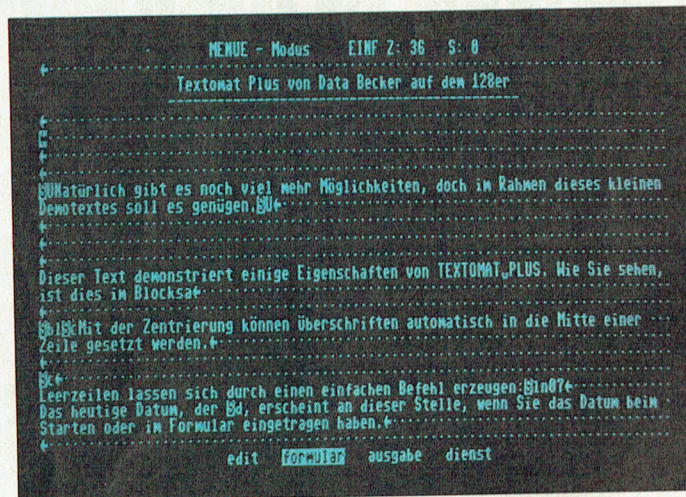 MENUE - Modus EINF Z: 36 S: 0
Textomat Plus von Data Becker auf dem 128er
SUNatürlich gibt es noch viel mehr Möglichkeiten, doch im Rahmen dieses kleinen
Demotextes soll es genügen.SU
Dieser Text demonstriert einige Eigenschaften von TEXTOMAT PLUS. Wie Sie sehen,
ist dies im Blocksa
Mit der Zentrierung können Überschriften automatisch in die Mitte einer
Zeile gesetzt werden.
Leerzeilen lassen sich durch einen einfachen Befehl erzeugen:
Das heutige Datum, der erscheint an dieser Stelle, wenn Sie das Datum beim
Starten oder im Formular eingetragen haben.
edit formular ausgabe dienst